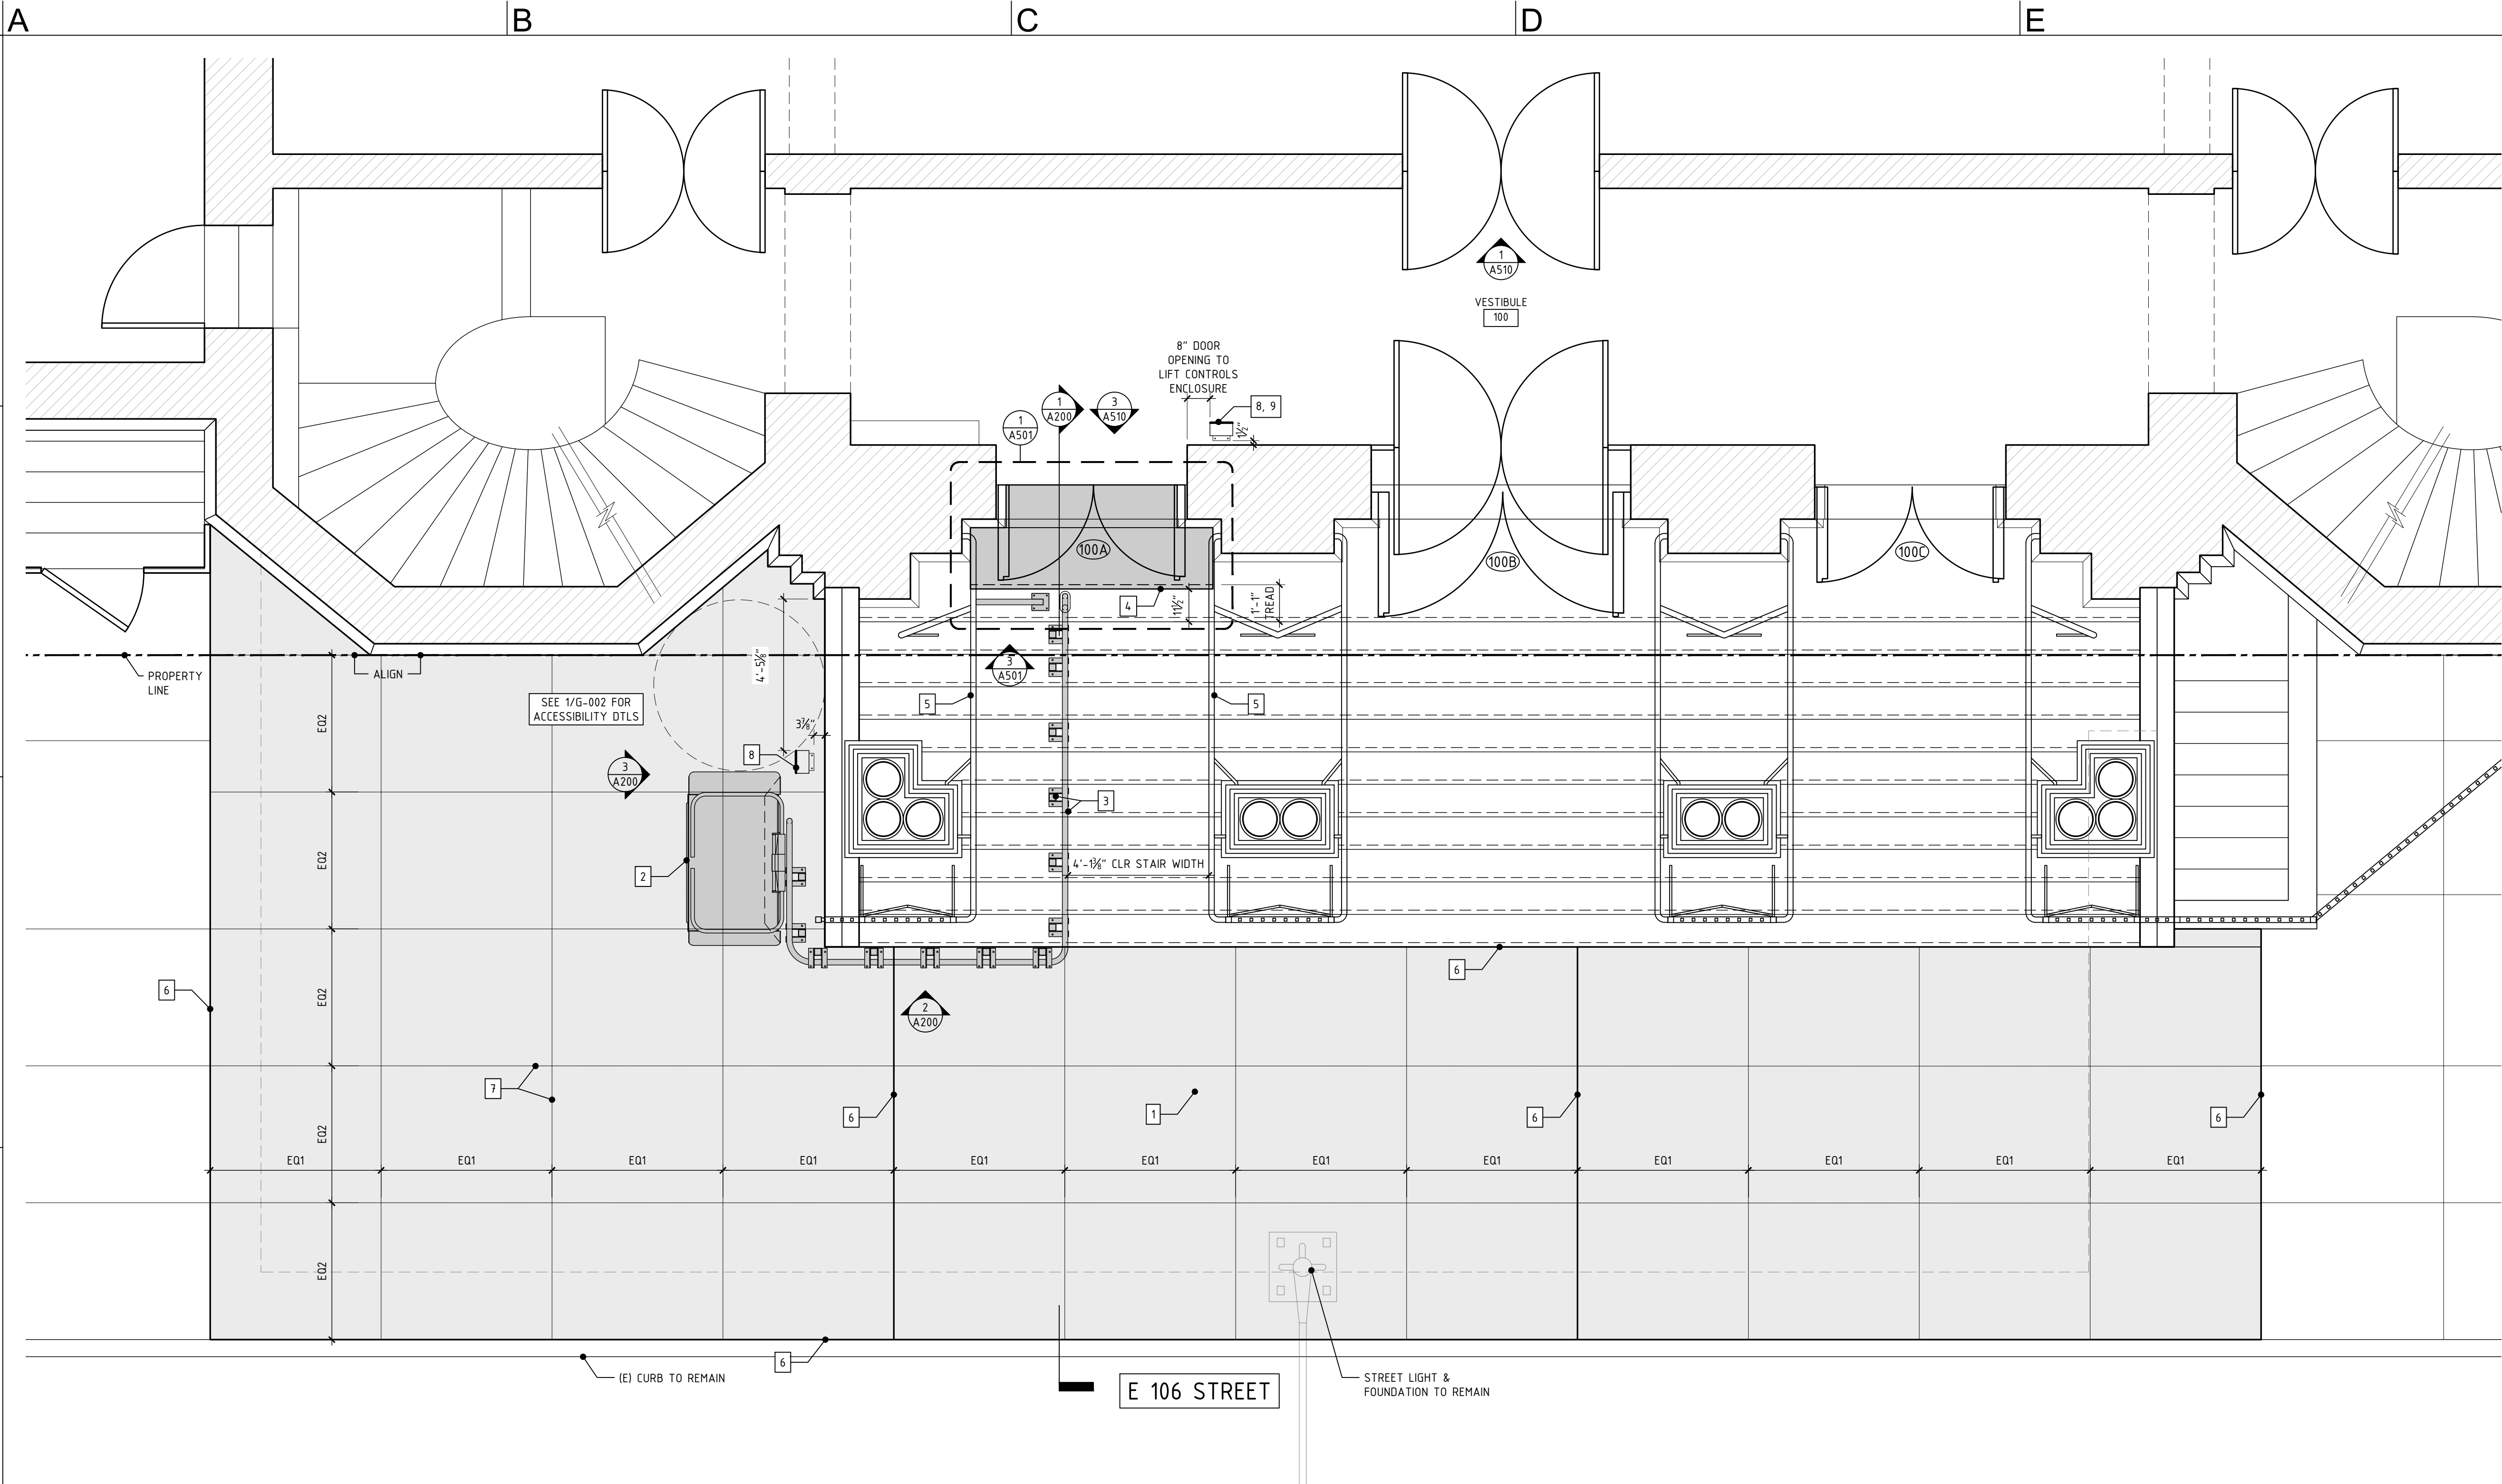 A
B
C
D
E
1
A510
VESTIBULE
100
8" DOOR
OPENING TO
LIFT CONTROLS
ENCLOSURE
8, 9
1½"
1
A501
1
A200
3
A510
100A
100B
100C
4
11½"
1'-1"
TREAD
PROPERTY
LINE
ALIGN
4'-5⅛"
3
A501
SEE 1/G-002 FOR
ACCESSIBILITY DTLS
5
5
3⅞"
8
3
A200
3
2
4'-1⅜" CLR STAIR WIDTH
EQ2
EQ2
EQ2
EQ2
EQ2
6
6
2
A200
7
6
1
6
6
EQ1
EQ1
EQ1
EQ1
EQ1
EQ1
EQ1
EQ1
EQ1
EQ1
EQ1
EQ1
6
(E) CURB TO REMAIN
E 106 STREET
STREET LIGHT &
FOUNDATION TO REMAIN